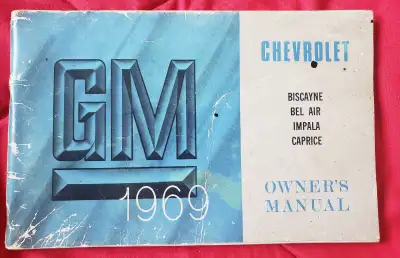 GM
1969
CHEVROLET
BISCAYNE
BEL AIR
IMPALA
CAPRICE
OWNER'S
MANUAL